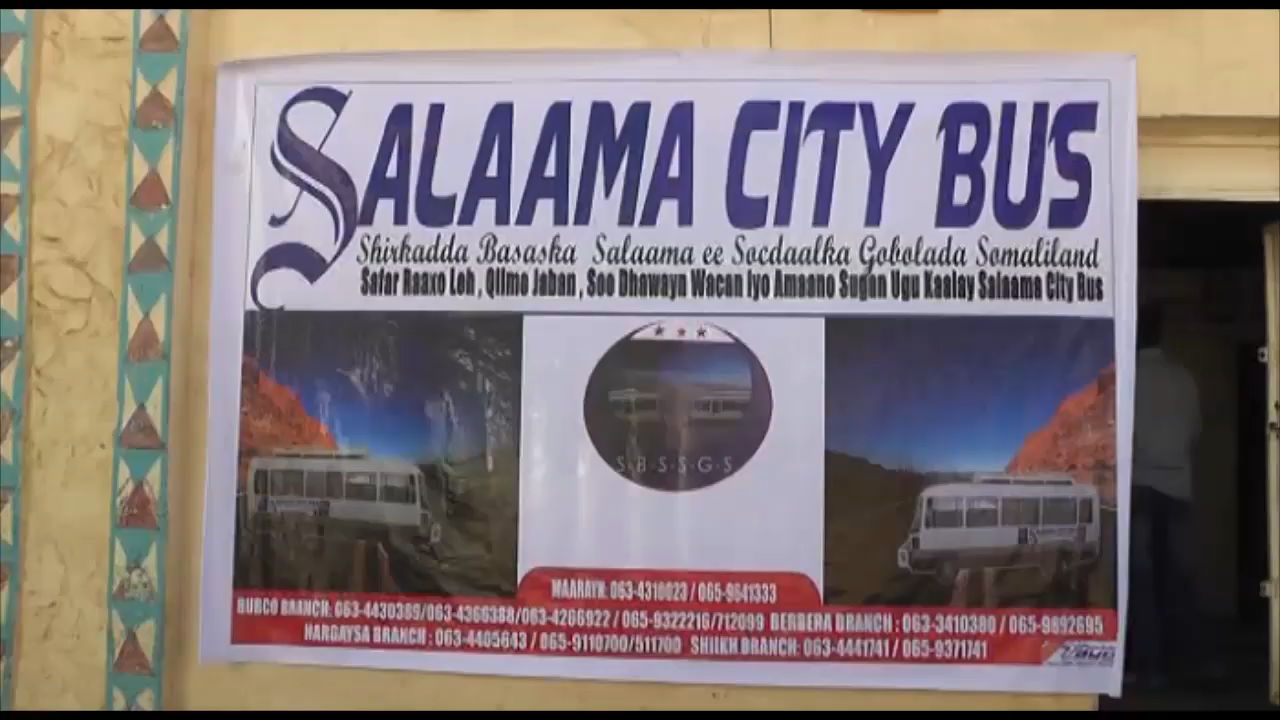 SALAAMA CITY BUS
Shirkadda Basaska Salaama ee Socdaalka Gobolada Somaliland
Safar Raaxo Leh, Qiimo Jaban, Soo Dhawayn Wacan Iyo Amaano Sugan Ugu Kaalay Salaama City Bus
S·B·S·S·G·S
MAARAYN: 063-4310023 / 065-9641333
BURCO BRANCH: 063-4430389/063-4366388/063-4266922 / 065-9322216/712099 BERBERA BRANCH : 063-3410380 / 065-9892695
HARGAYSA BRANCH : 063-4405643 / 065-9110700/511700 SHIIKH BRANCH: 063-4441741 / 065-9371741